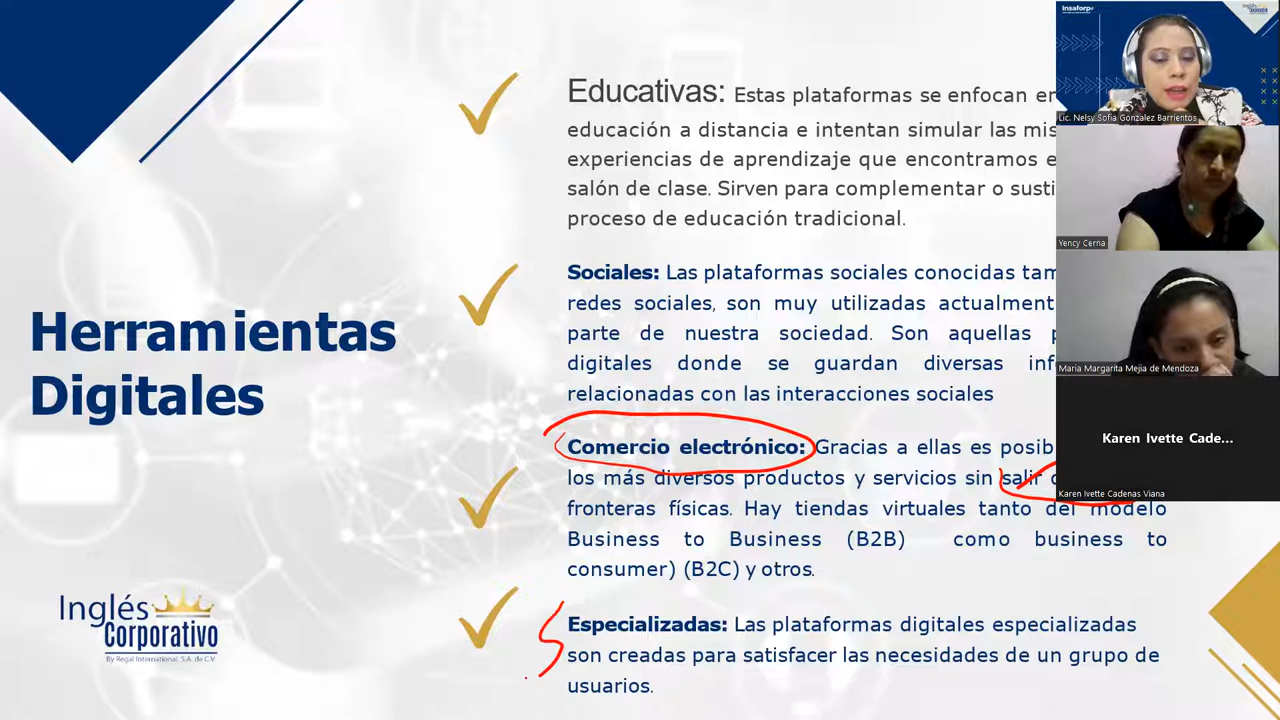 Herramientas
Digitales
Inglés
Corporativo
By Regal International, S.A. de C.V
Educativas: Estas plataformas se enfocan en
educación a distancia e intentan simular las
experiencias de aprendizaje que encontramos
salón de clase. Sirven para complementar o
proceso de educación tradicional.
Sociales: Las plataformas sociales conocidas
redes sociales, son muy utilizadas
parte de nuestra sociedad. Son aquellas
digitales donde se guardan diversas
relacionadas con las interacciones sociales
Comercio electrónico: Gracias a ellas es
los más diversos productos y servicios sin salir
fronteras físicas. Hay tiendas virtuales tanto del modelo
Business to Business (B2B) como business to
consumer) (B2C) y otros.
Especializadas: Las plataformas digitales especializadas
son creadas para satisfacer las necesidades de un grupo de
usuarios.
Insaforp
Inglés
Lic. Nelsy Sofia Gonzalez Barrientos
Yency Cerna
Maria Margarita Mejia de Mendoza
Karen Ivette Cade...
Karen Ivette Cadenas Viana